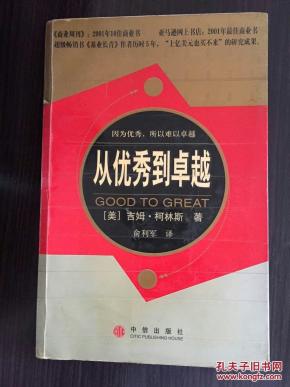 《商业周刊》：2001年10佳商业书 亚马逊网上书店：2001年最佳商业书
超级畅销书《基业长青》作者历时5年，“上亿美元也买不来”的研究成果。
因为优秀，所以难以卓越
从优秀到卓越
GOOD TO GREAT
［美］吉姆·柯林斯 著
俞利军 译
中信出版社
CITIC PUBLISHING HOUSE
孔夫子旧书网